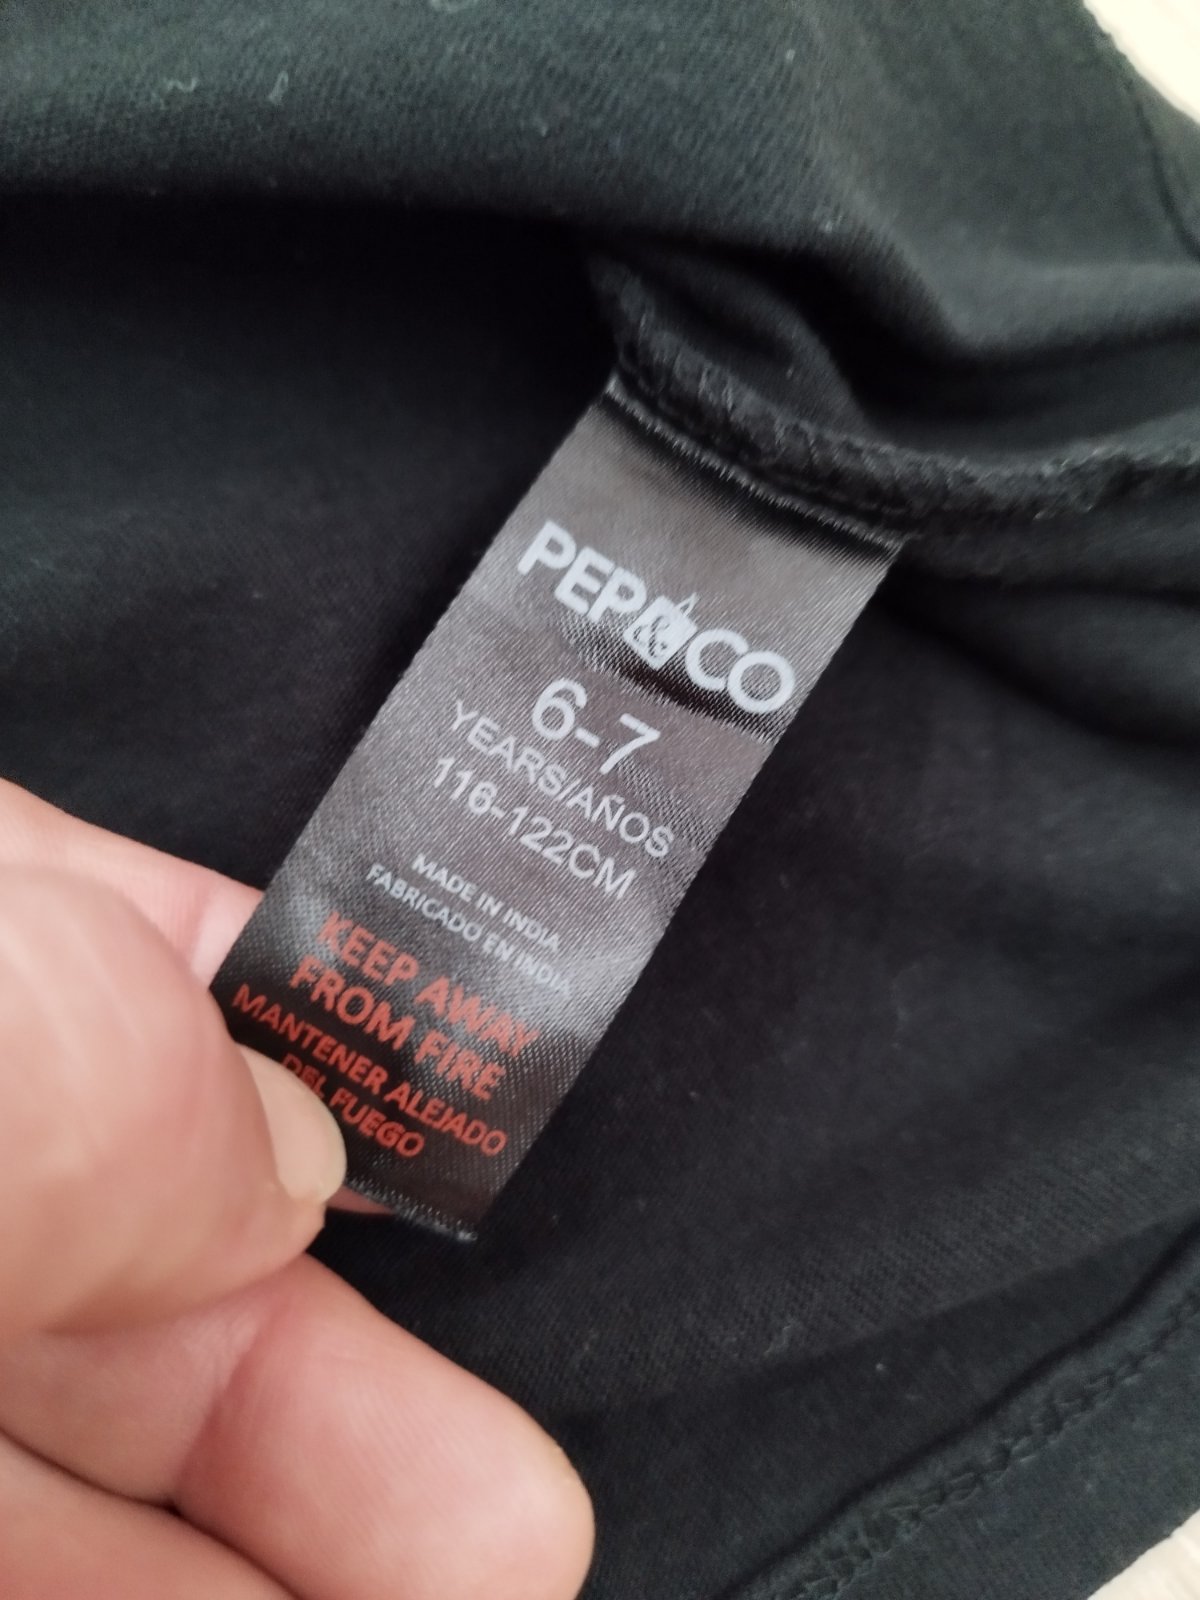 PEP&CO
6-7
YEARS/AÑOS
116-122CM
MADE IN INDIA
FABRICADO EN INDIA
KEEP AWAY
FROM FIRE
MANTENER ALEJADO
DEL FUEGO